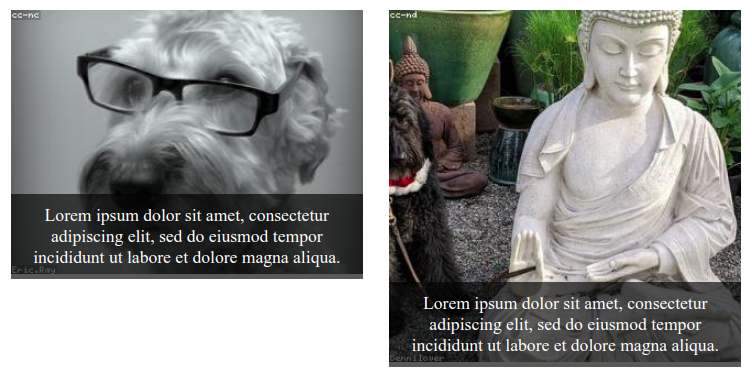 cc-nc
Lorem ipsum dolor sit amet, consectetur
adipiscing elit, sed do eiusmod tempor
incididunt ut labore et dolore magna aliqua.
Eric.Ray
cc-nd
Lorem ipsum dolor sit amet, consectetur
adipiscing elit, sed do eiusmod tempor
incididunt ut labore et dolore magna aliqua.
Bennilover